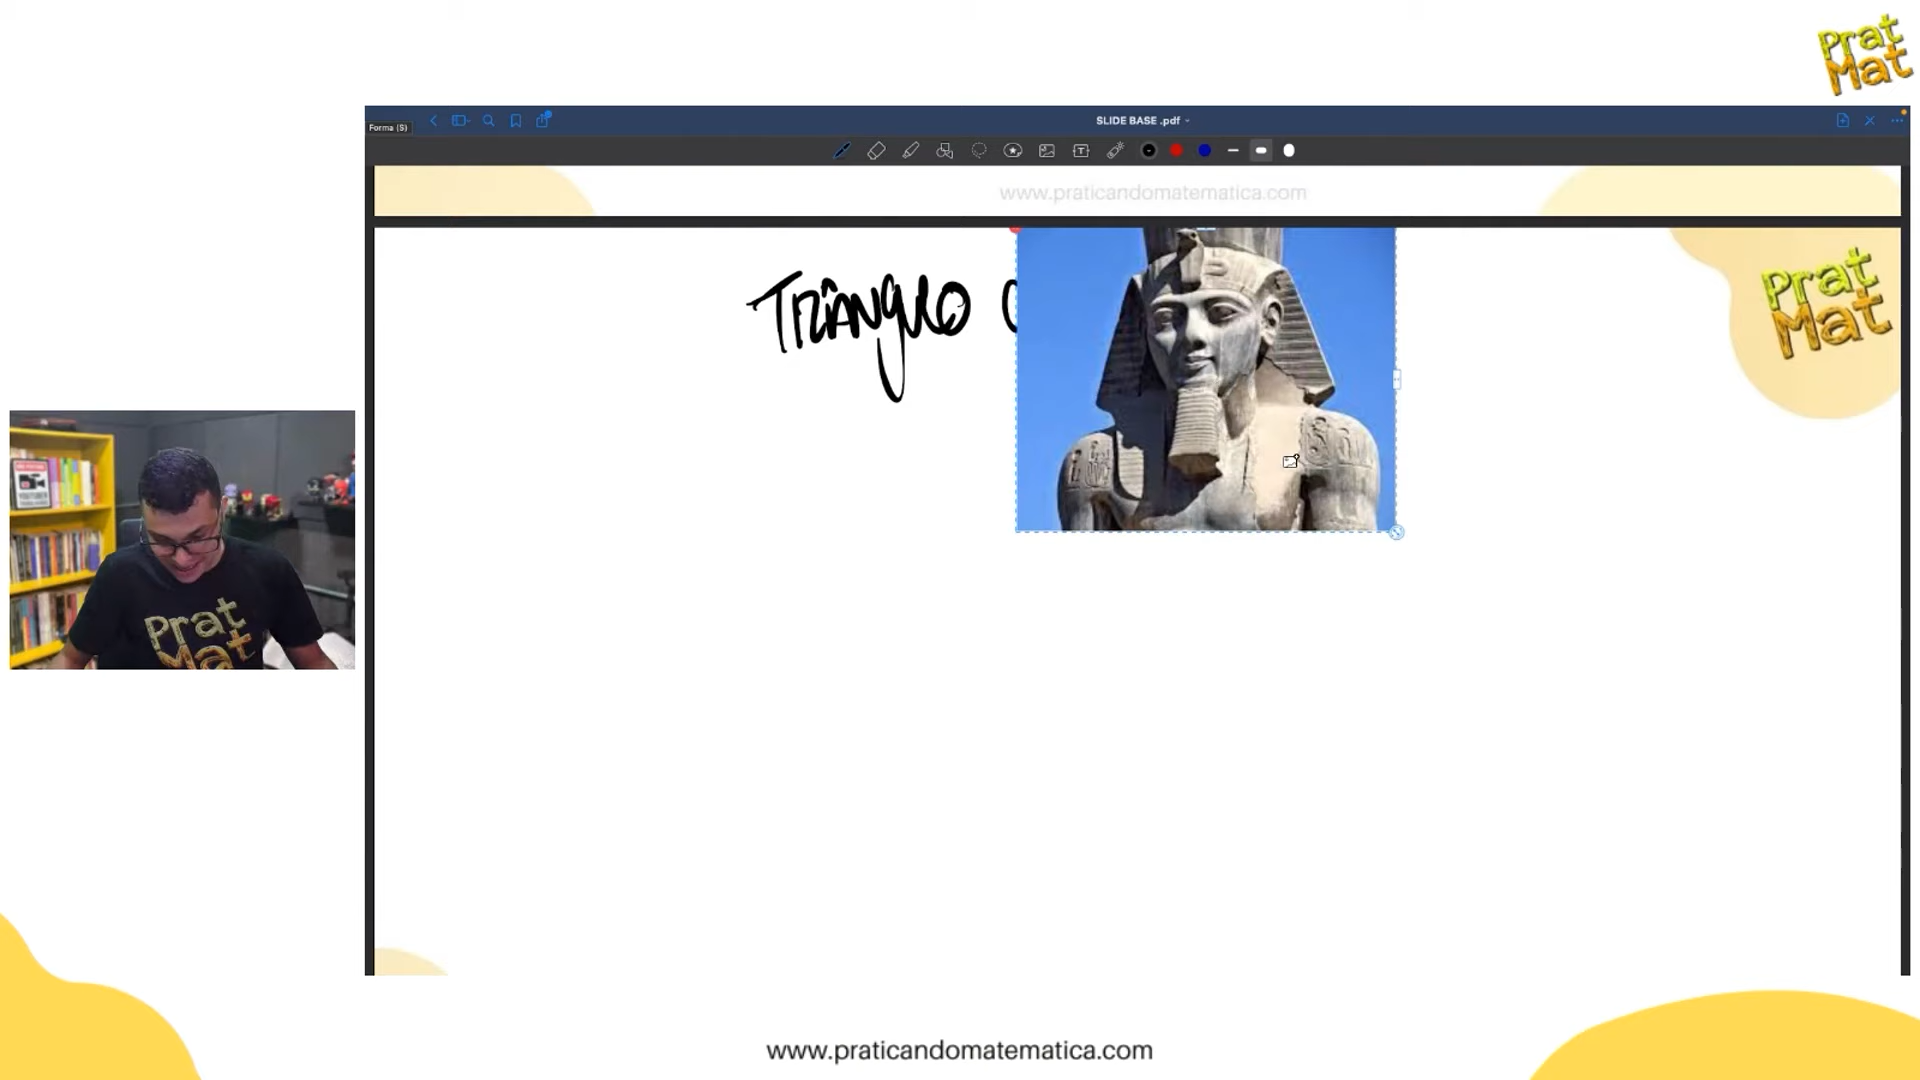 Prat
Mat
SLIDE BASE .pdf
Forma (S)
www.praticandomatematica.com
Triângulo
Prat
Mat
Prat
Mat
www.praticandomatematica.com